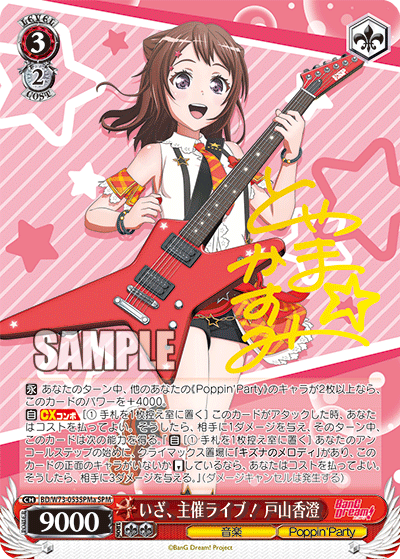 LEVEL
3
2
COST
PSP
とやま
かすみ
SAMPLE
永 あなたのターン中、他のあなたの《Poppin'Party》のキャラが2枚以上なら、
このカードのパワーを+4000。
自 CXコンボ [① 手札を1枚控え室に置く] このカードがアタックした時、あなた
はコストを払ってよい。そうしたら、相手に1ダメージを与え、そのターン中、
このカードは次の能力を得る。『自 [① 手札を1枚控え室に置く] あなたのアン
コールステップの始めに、クライマックス置場に「キズナのメロディ」があり、この
カードの正面のキャラがいないか、しているなら、あなたはコストを払ってよい。
そうしたら、相手に3ダメージを与える。』(ダメージキャンセルは発生する)
CH BD/W73-053SPMa SPM
9000
いざ、主催ライブ! 戸山香澄
BanG Dream!
音楽
Poppin'Party
©BanG Dream! Project